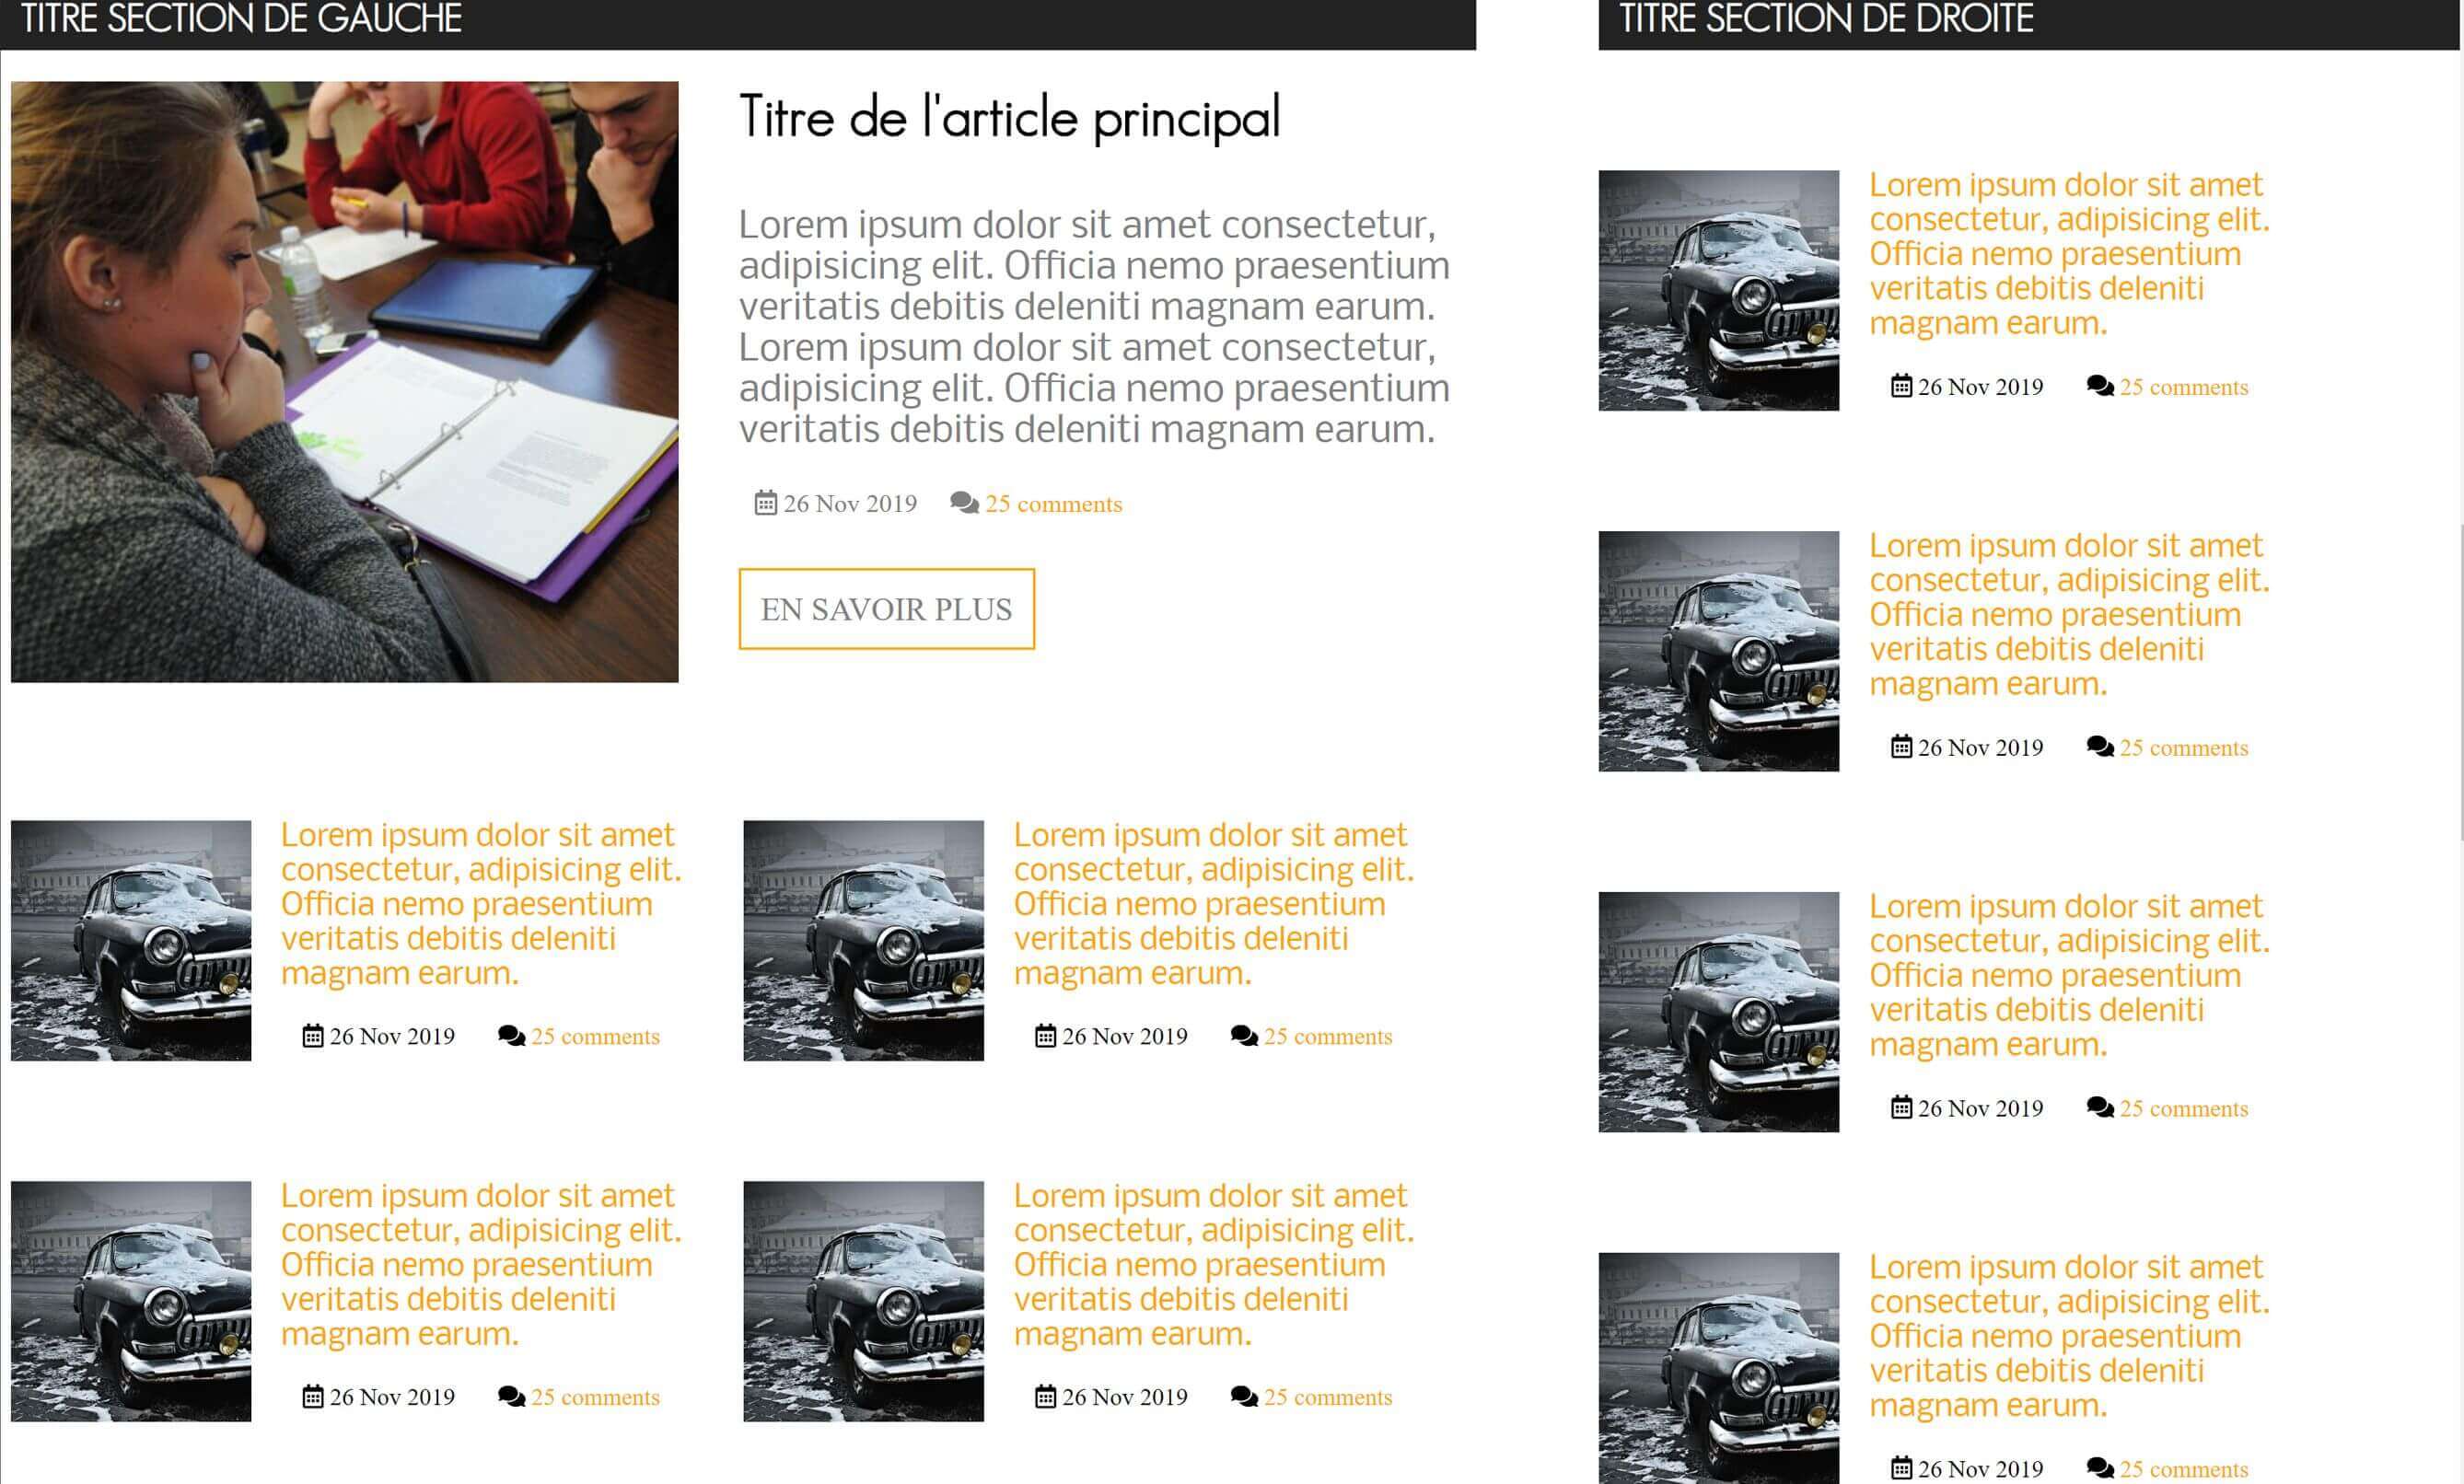 TITRE SECTION DE GAUCHE
Titre de l'article principal
Lorem ipsum dolor sit amet consectetur,
adipisicing elit. Officia nemo praesentium
veritatis debitis deleniti magnam earum.
Lorem ipsum dolor sit amet consectetur,
adipisicing elit. Officia nemo praesentium
veritatis debitis deleniti magnam earum.
26 Nov 2019 25 comments
EN SAVOIR PLUS
Lorem ipsum dolor sit amet
consectetur, adipisicing elit.
Officia nemo praesentium
veritatis debitis deleniti
magnam earum.
26 Nov 2019 25 comments
Lorem ipsum dolor sit amet
consectetur, adipisicing elit.
Officia nemo praesentium
veritatis debitis deleniti
magnam earum.
26 Nov 2019 25 comments
Lorem ipsum dolor sit amet
consectetur, adipisicing elit.
Officia nemo praesentium
veritatis debitis deleniti
magnam earum.
26 Nov 2019 25 comments
Lorem ipsum dolor sit amet
consectetur, adipisicing elit.
Officia nemo praesentium
veritatis debitis deleniti
magnam earum.
26 Nov 2019 25 comments
TITRE SECTION DE DROITE
Lorem ipsum dolor sit amet
consectetur, adipisicing elit.
Officia nemo praesentium
veritatis debitis deleniti
magnam earum.
26 Nov 2019 25 comments
Lorem ipsum dolor sit amet
consectetur, adipisicing elit.
Officia nemo praesentium
veritatis debitis deleniti
magnam earum.
26 Nov 2019 25 comments
Lorem ipsum dolor sit amet
consectetur, adipisicing elit.
Officia nemo praesentium
veritatis debitis deleniti
magnam earum.
26 Nov 2019 25 comments
Lorem ipsum dolor sit amet
consectetur, adipisicing elit.
Officia nemo praesentium
veritatis debitis deleniti
magnam earum.
26 Nov 2019 25 comments